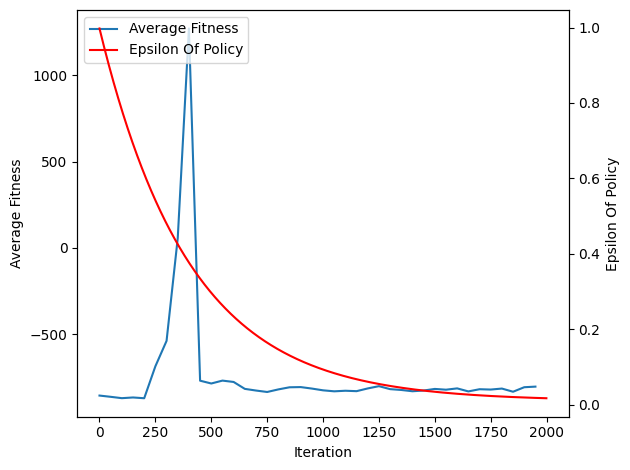 Average Fitness
Epsilon Of Policy
1000
500
0
−500
Average Fitness
1.0
0.8
0.6
0.4
0.2
0.0
Epsilon Of Policy
0 250 500 750 1000 1250 1500 1750 2000
Iteration